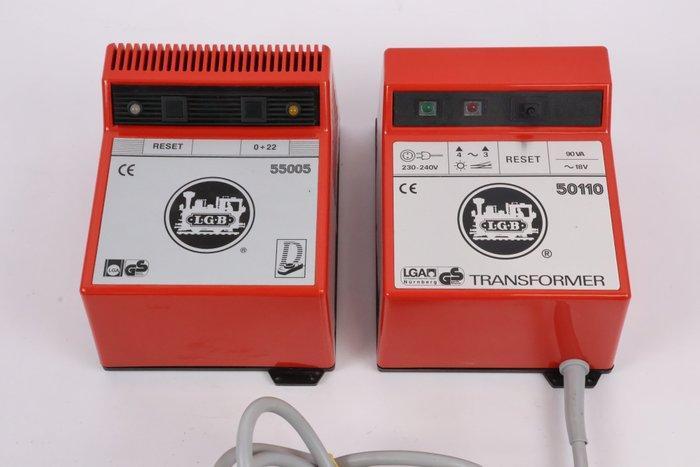 RESET 0+22
CE 55005
L.G.B
®
LGA GS
D
230-240V 4 ~ 3 RESET 90 VA
~ 18V
CE 50110
L.G.B
®
LGA
Nürnberg GS TRANSFORMER